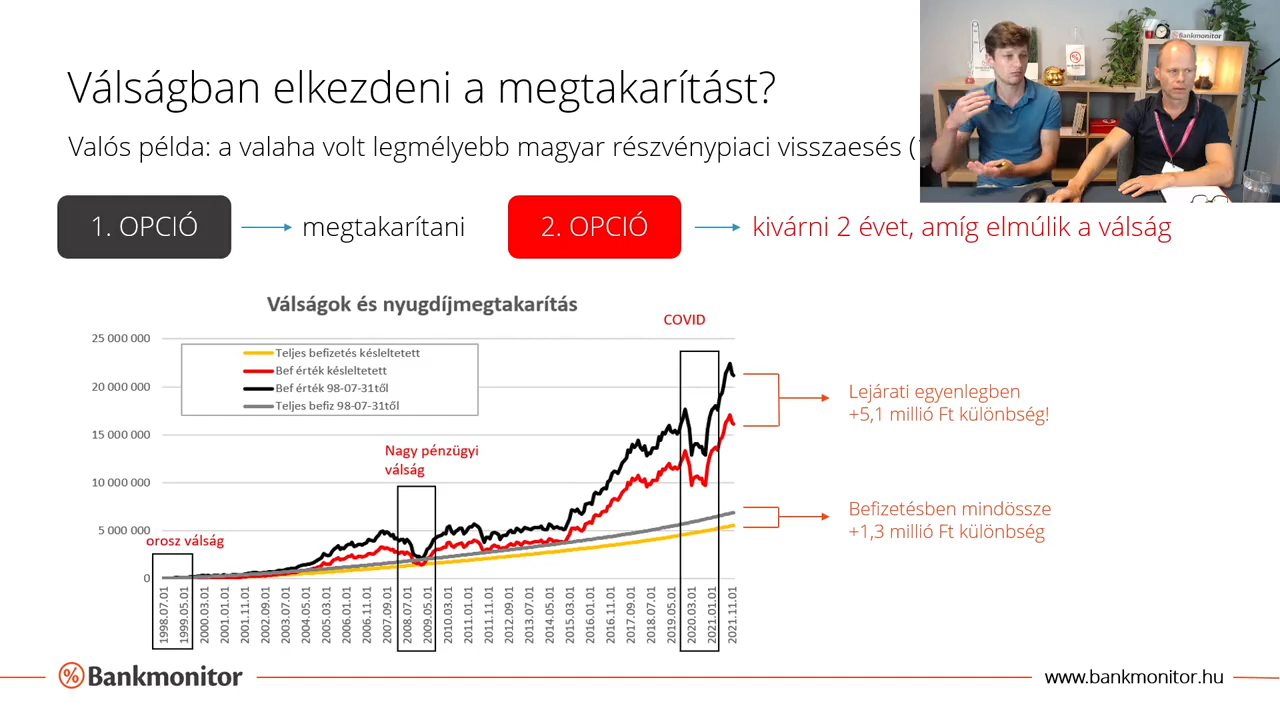 Válságban elkezdeni a megtakarítást?
Valós példa: a valaha volt legmélyebb magyar részvénypiaci visszaesés (
Bankmonitor
1. OPCIÓ
megtakarítani
2. OPCIÓ
kivárni 2 évet, amíg elmúlik a válság
Válságok és nyugdíjmegtakarítás
COVID
25 000 000
20 000 000
15 000 000
10 000 000
5 000 000
0
Teljes befizetés késleltetett
Bef érték késleltetett
Bef érték 98-07-31től
Teljes befiz 98-07-31től
Nagy pénzügyi
válság
orosz válság
Lejárati egyenlegben
+5,1 millió Ft különbség!
Befizetésben mindössze
+1,3 millió Ft különbség
1998.07.01
1999.05.01
2000.03.01
2001.01.01
2001.11.01
2002.09.01
2003.07.01
2004.05.01
2005.03.01
2006.01.01
2006.11.01
2007.09.01
2008.07.01
2009.05.01
2010.03.01
2011.01.01
2011.11.01
2012.09.01
2013.07.01
2014.05.01
2015.03.01
2016.01.01
2016.11.01
2017.09.01
2018.07.01
2019.05.01
2020.03.01
2021.01.01
2021.11.01
% Bankmonitor
www.bankmonitor.hu